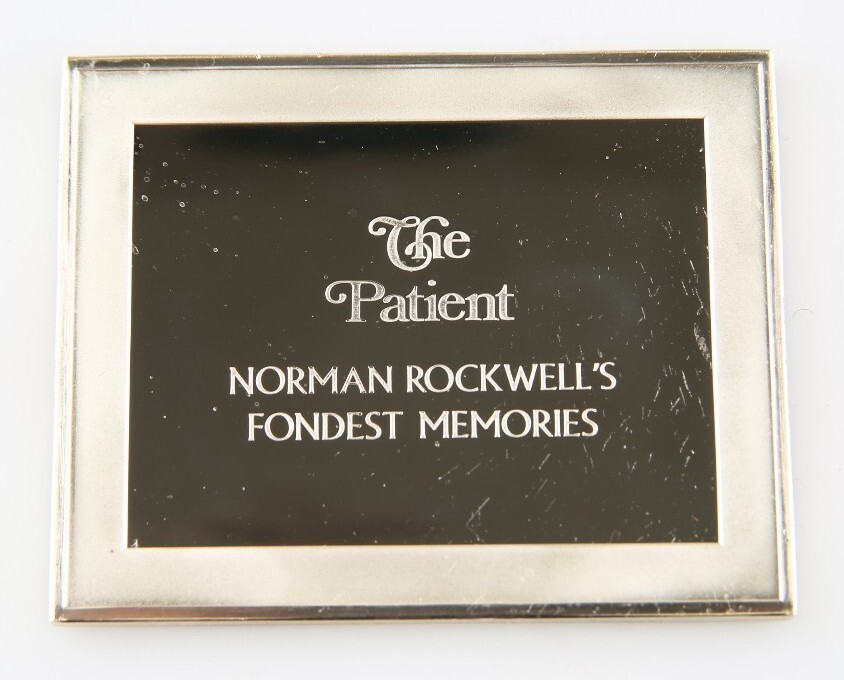 The
Patient
NORMAN ROCKWELL'S
FONDEST MEMORIES